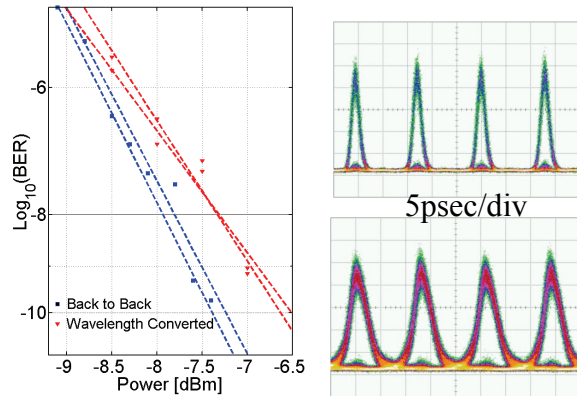 Log10(BER)
-6
-8
-10
Back to Back
Wavelength Converted
-9
-8.5
-8
-7.5
-7
-6.5
Power [dBm]
5psec/div